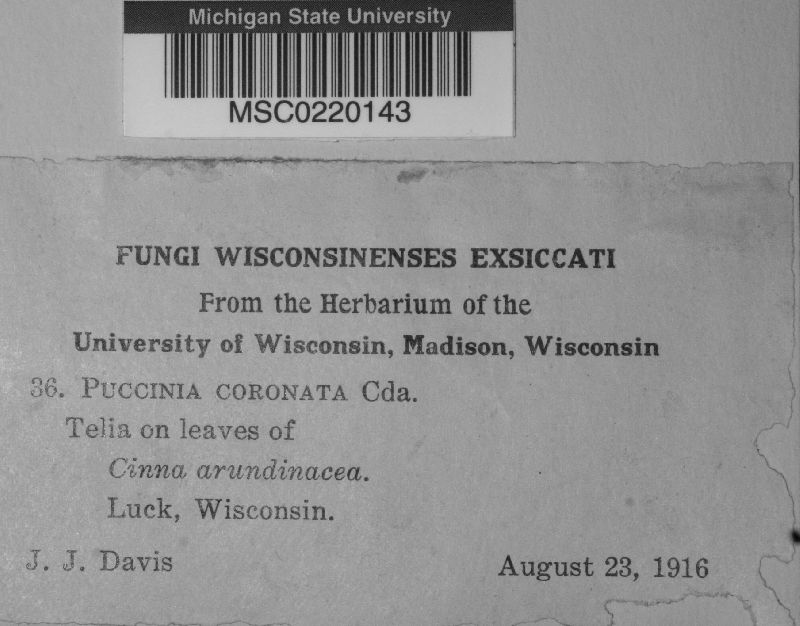 Michigan State University
MSC0220143
FUNGI WISCONSINENSES EXSICCATI
From the Herbarium of the
University of Wisconsin, Madison, Wisconsin
36. PUCCINIA CORONATA Cda.
Telia on leaves of
Cinna arundinacea.
Luck, Wisconsin.
J. J. Davis August 23, 1916